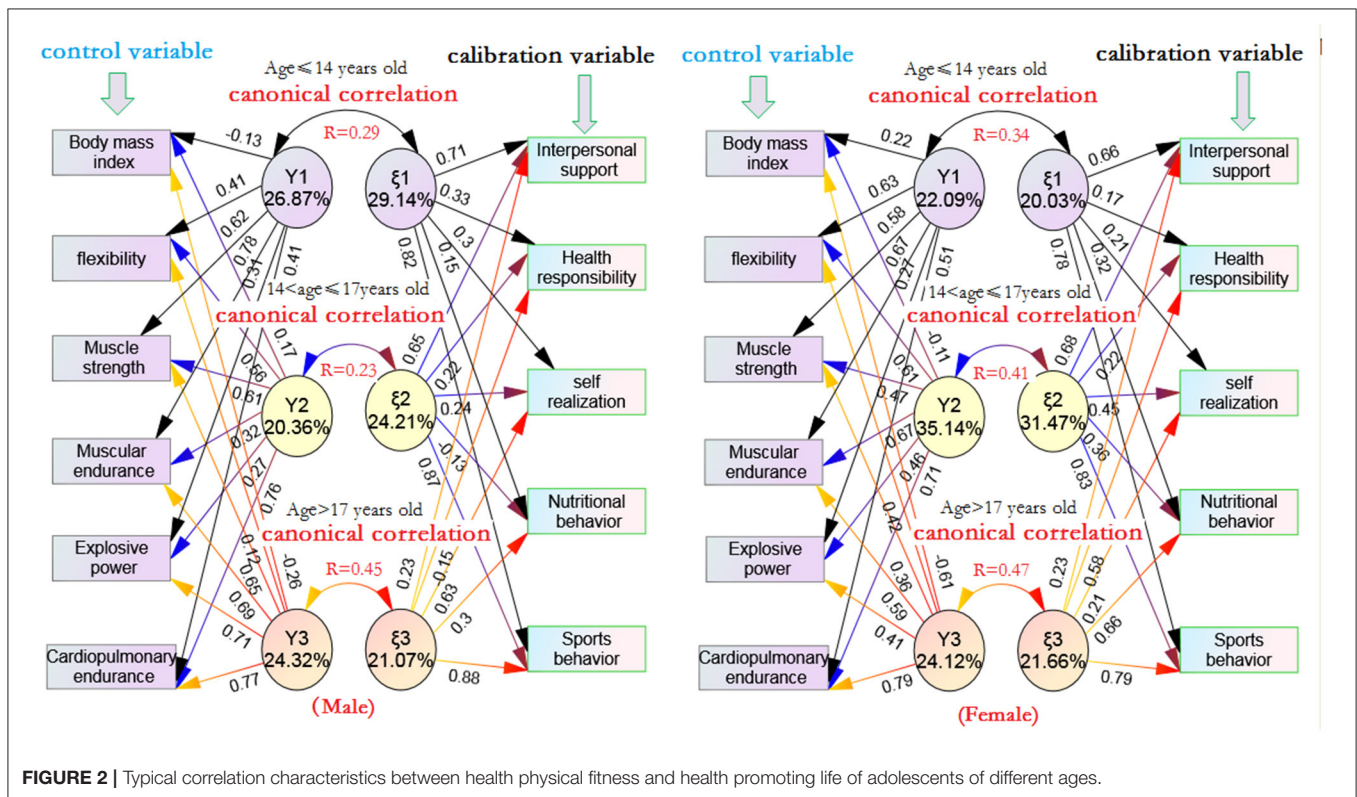 control variable
calibration variable
Age⩽14 years old
canonical correlation
R=0.29
Body mass
index
flexibility
Muscle
strength
Muscular
endurance
Explosive
power
Cardiopulmonary
endurance
Y1
26.87%
ξ1
29.14%
-0.13
0.41
0.62
0.78
0.31
0.41
0.71
0.33
0.3
0.15
0.82
Interpersonal
support
Health
responsibility
self
realization
Nutritional
behavior
Sports
behavior
14<age⩽17years old
canonical correlation
R=0.23
Y2
20.36%
ξ2
24.21%
0.17
0.56
0.61
0.32
0.27
0.76
0.65
0.22
0.24
-0.13
0.87
Age>17 years old
canonical correlation
R=0.45
Y3
24.32%
ξ3
21.07%
-0.26
0.12
0.65
0.69
0.71
0.77
0.23
0.15
0.63
0.3
0.88
(Male)
control variable
calibration variable
Age⩽14 years old
canonical correlation
R=0.34
Body mass
index
flexibility
Muscle
strength
Muscular
endurance
Explosive
power
Cardiopulmonary
endurance
Y1
22.09%
ξ1
20.03%
0.22
0.63
0.58
0.67
0.27
0.51
0.66
0.17
0.21
0.32
0.78
Interpersonal
support
Health
responsibility
self
realization
Nutritional
behavior
Sports
behavior
14<age⩽17years old
canonical correlation
R=0.41
Y2
35.14%
ξ2
31.47%
-0.11
0.61
0.47
0.67
0.46
0.71
0.68
0.22
0.45
0.36
0.83
Age>17 years old
canonical correlation
R=0.47
Y3
24.12%
ξ3
21.66%
-0.61
0.42
0.36
0.59
0.41
0.79
0.23
0.58
0.21
0.66
0.79
(Female)
FIGURE 2 | Typical correlation characteristics between health physical fitness and health promoting life of adolescents of different ages.